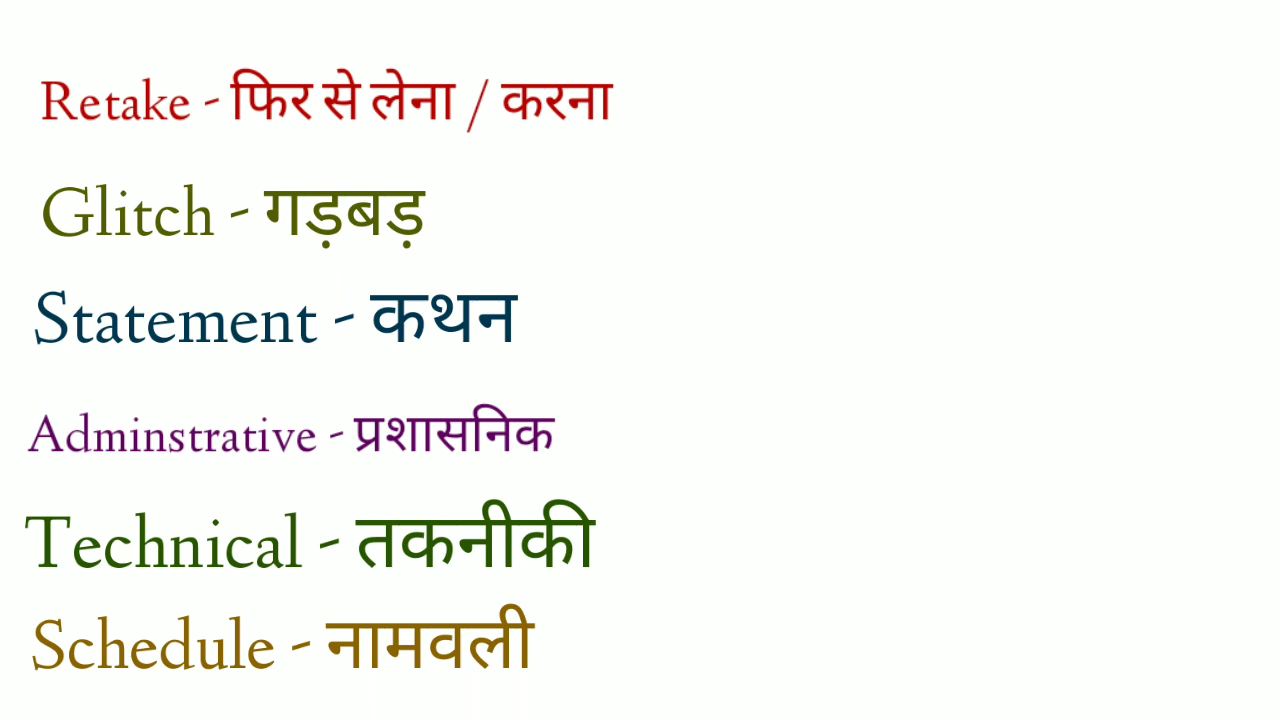 Retake - फिर से लेना / करना
Glitch - गड़बड़
Statement - कथन
Adminstrative - प्रशासनिक
Technical - तकनीकी
Schedule - नामवली